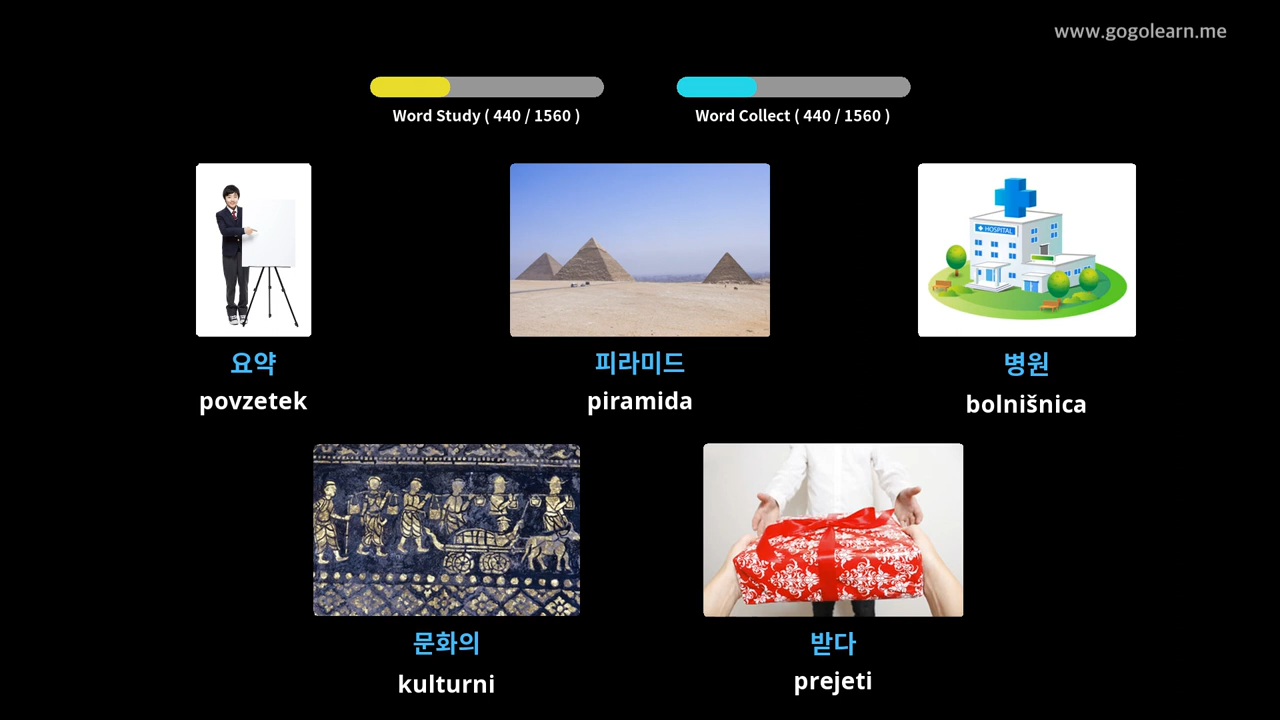 www.gogolearn.me
Word Study ( 440 / 1560 )
Word Collect ( 440 / 1560 )
HOSPITAL
요약
povzetek
피라미드
piramida
병원
bolnišnica
문화의
kulturni
받다
prejeti